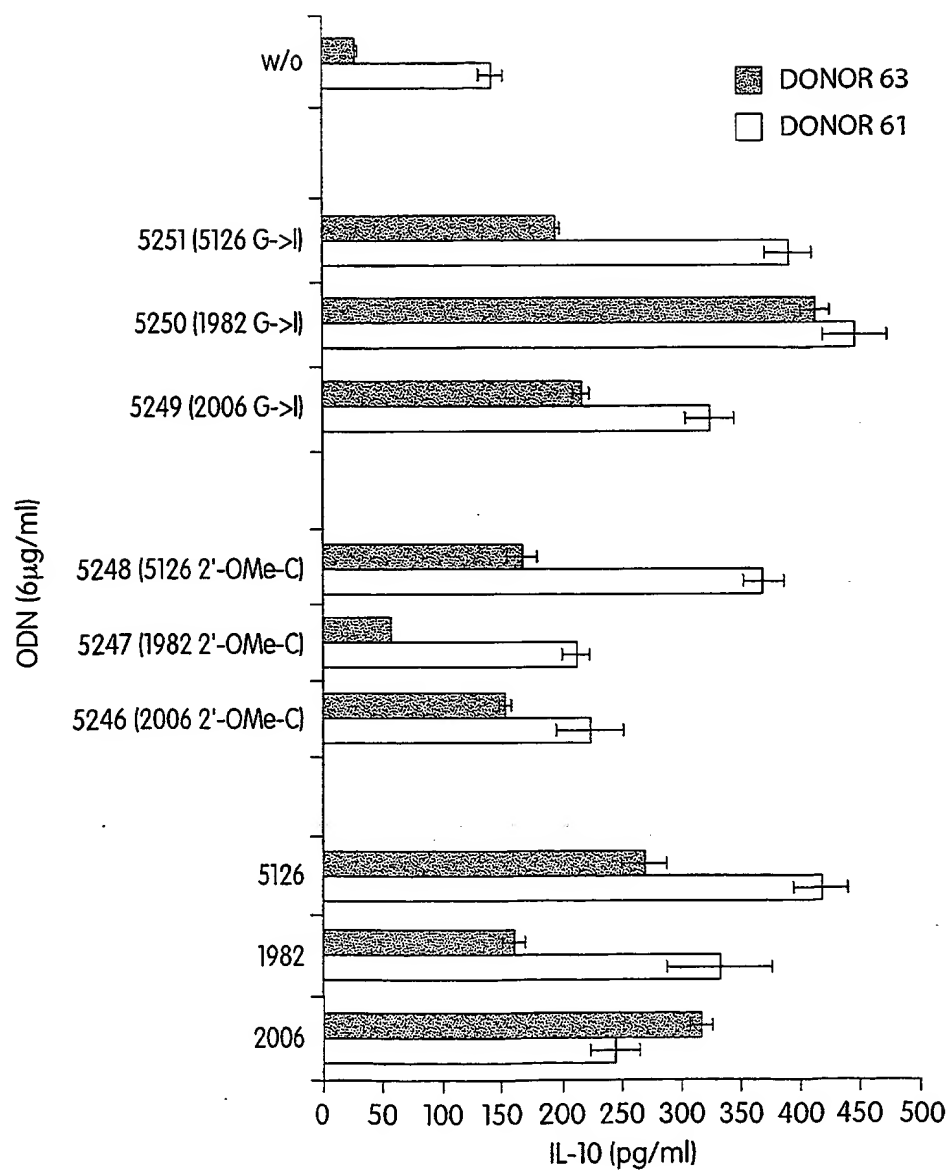 w/o
DONOR 63
DONOR 61
5251 (5126 G->I)
5250 (1982 G->I)
5249 (2006 G->I)
ODN (6µg/ml)
5248 (5126 2'-OMe-C)
5247 (1982 2'-OMe-C)
5246 (2006 2'-OMe-C)
5126
1982
2006
0 50 100 150 200 250 300 350 400 450 500
IL-10 (pg/ml)